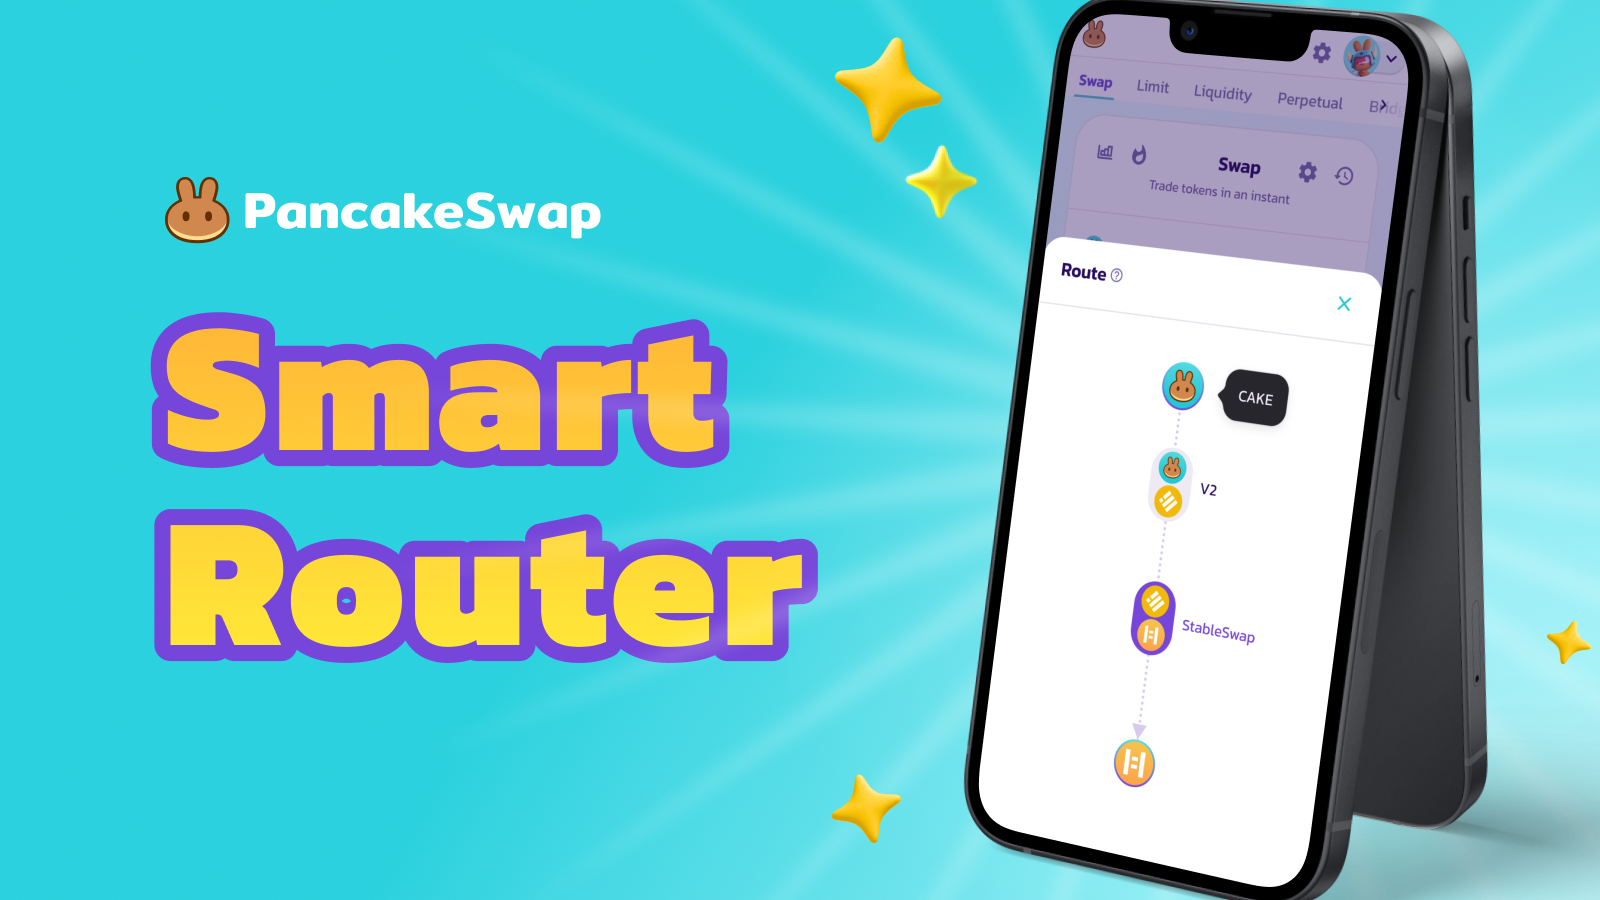 PancakeSwap
Smart
Router
Swap Limit Liquidity Perpetual
Swap
Trade tokens in an instant
Route
CAKE
V2
StableSwap